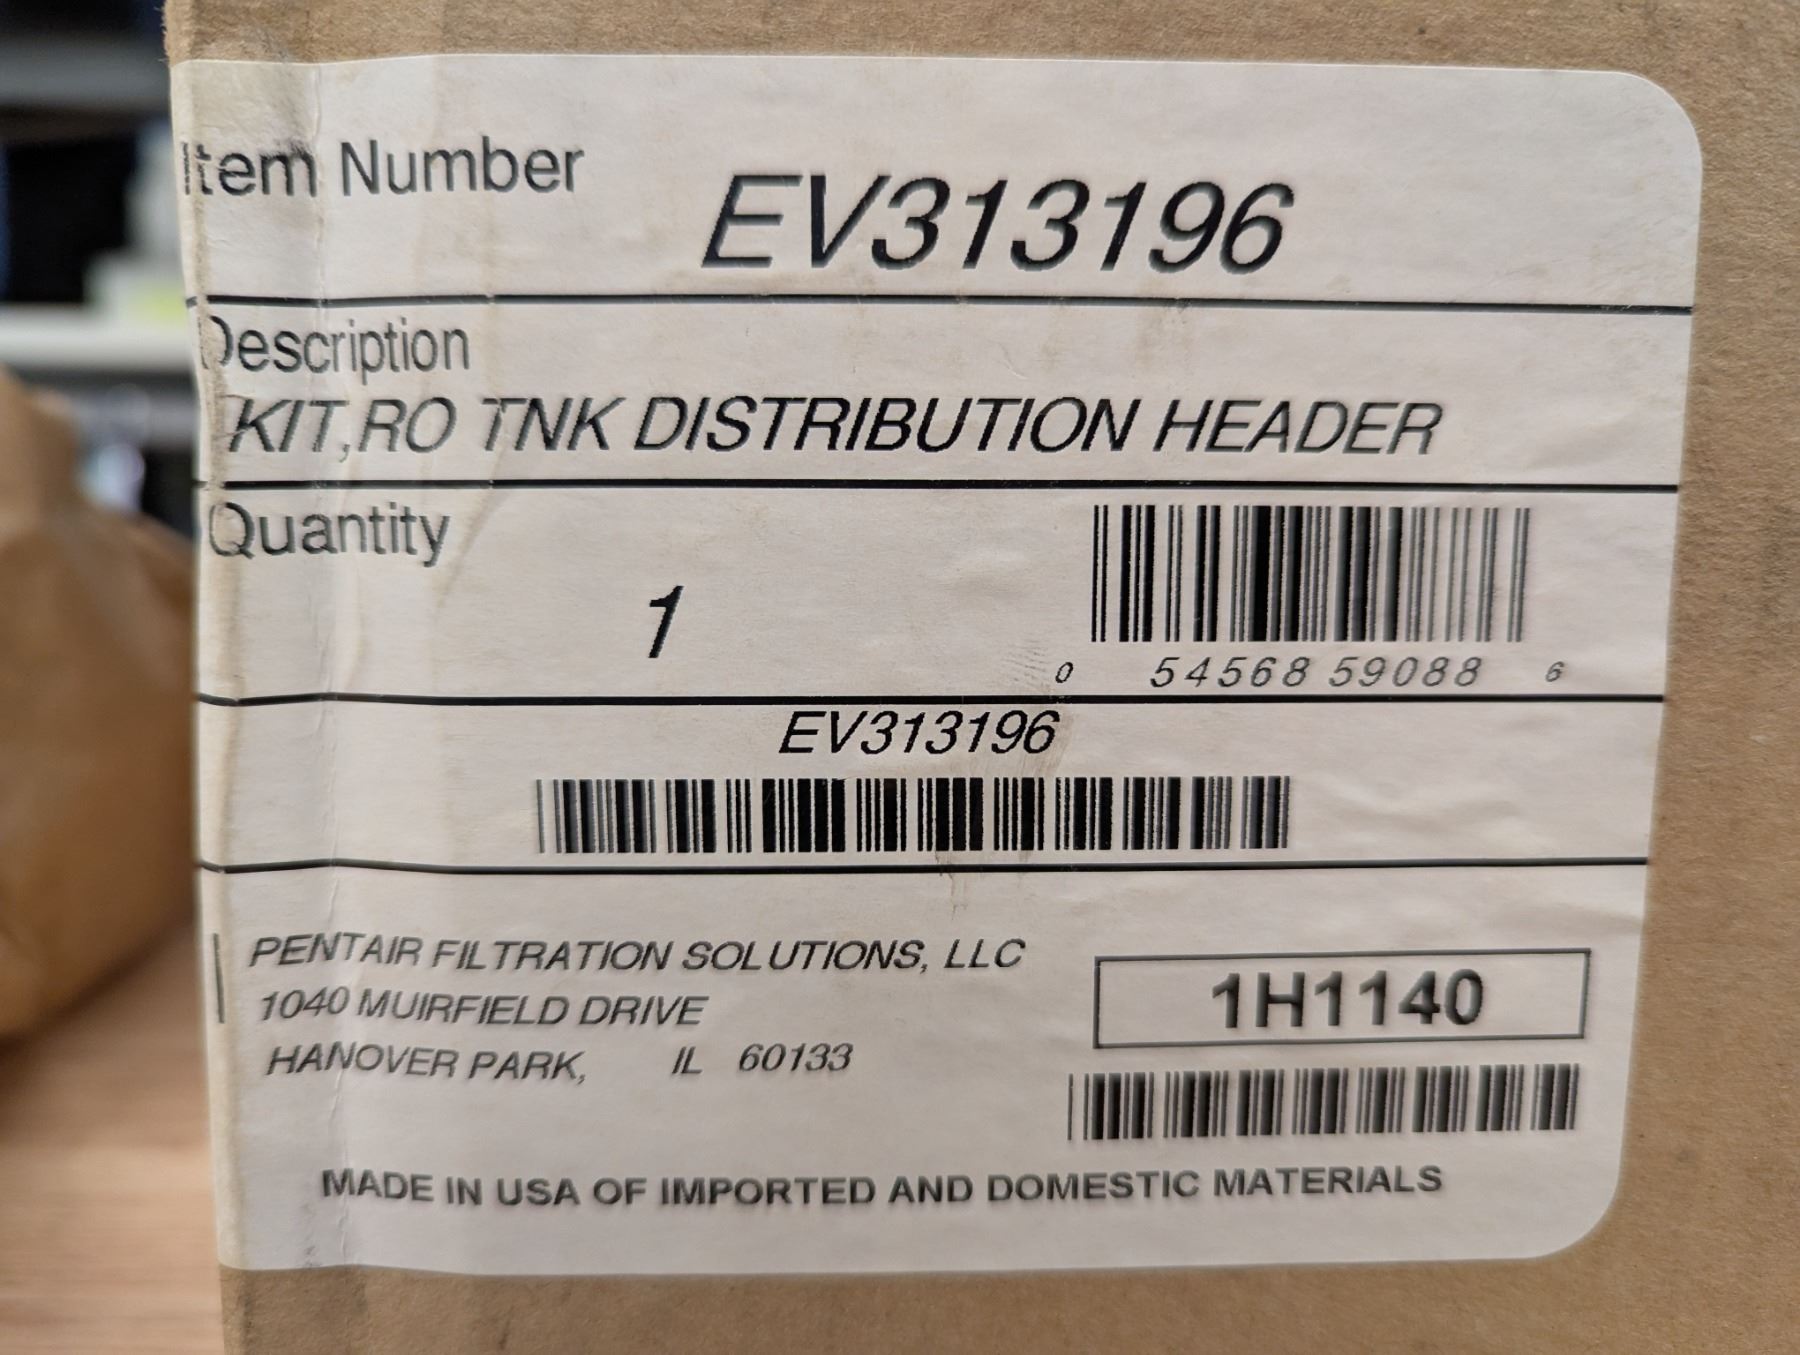 Item Number
EV313196
Description
KIT,RO TNK DISTRIBUTION HEADER
Quantity
1
0 54568 59088 6
EV313196
PENTAIR FILTRATION SOLUTIONS, LLC
1040 MUIRFIELD DRIVE
HANOVER PARK, IL 60133
1H1140
MADE IN USA OF IMPORTED AND DOMESTIC MATERIALS